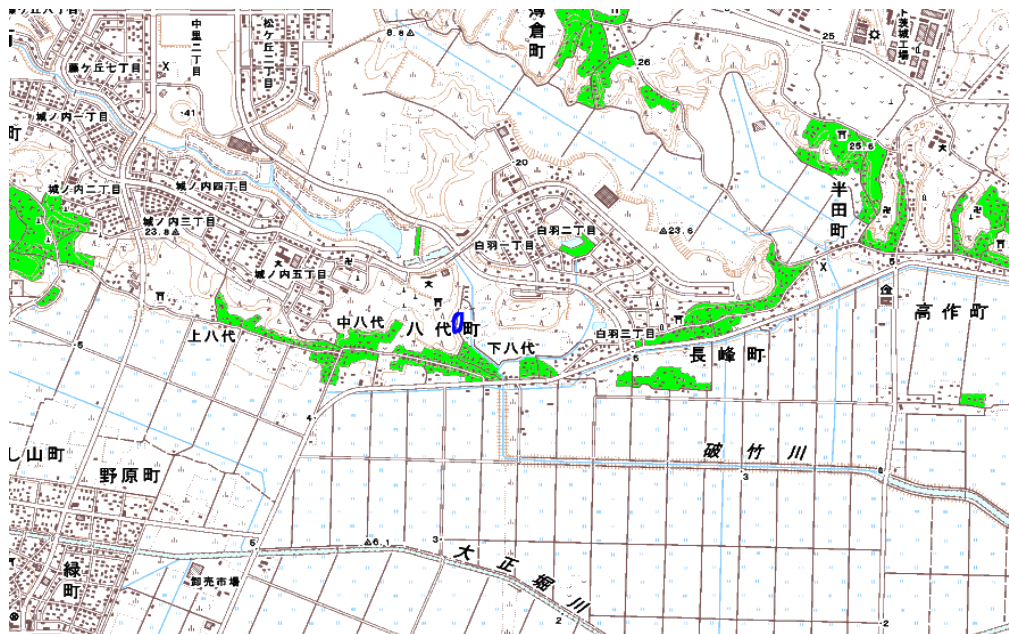 中里二丁目
松ケ丘二丁目
8.8
薄倉町
25
26
藤ケ丘七丁目
41
城ノ内一丁目
町
20
25.6
半田町
城ノ内二丁目
城ノ内四丁目
城ノ内三丁目
23.8
白羽一丁目
白羽二丁目
23.6
城ノ内五丁目
5
高作町
上八代
中八代
八代町
下八代
白羽三丁目
5
長峰町
5
4
破竹川
3
6
山町
野原町
5
6.1
3
大正堀川
緑町
卸売市場
2
2